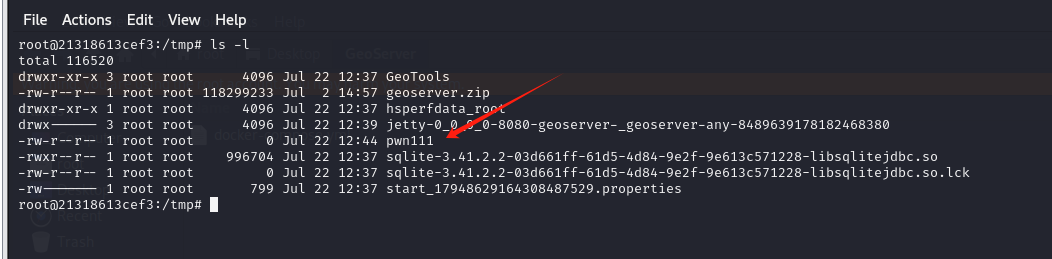 File Actions Edit View Help
root@21318613cef3:/tmp# ls -l
total 116520
drwxr-xr-x 3 root root      4096 Jul 22 12:37 GeoTools
-rw-r--r-- 1 root root 118299233 Jul  2 14:57 geoserver.zip
drwxr-xr-x 1 root root      4096 Jul 22 12:37 hsperfdata_root
drwx------ 3 root root      4096 Jul 22 12:39 jetty-0_0_0_0-8080-geoserver-_geoserver-any-8489639178182468380
-rw-r--r-- 1 root root         0 Jul 22 12:44 pwn111
-rwxr--r-- 1 root root    996704 Jul 22 12:37 sqlite-3.41.2.2-03d661ff-61d5-4d84-9e2f-9e613c571228-libsqlitejdbc.so
-rw-r--r-- 1 root root         0 Jul 22 12:37 sqlite-3.41.2.2-03d661ff-61d5-4d84-9e2f-9e613c571228-libsqlitejdbc.so.lck
-rw------- 1 root root       799 Jul 22 12:37 start_17948629164308487529.properties
root@21318613cef3:/tmp#
Recent
Trash